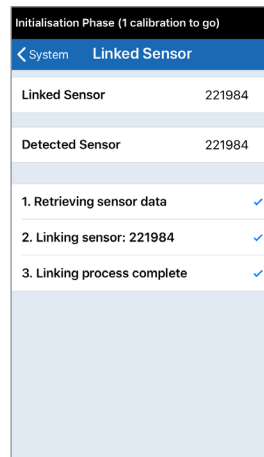 Initialisation Phase (1 calibration to go)
System Linked Sensor
Linked Sensor 221984
Detected Sensor 221984
1. Retrieving sensor data
2. Linking sensor: 221984
3. Linking process complete